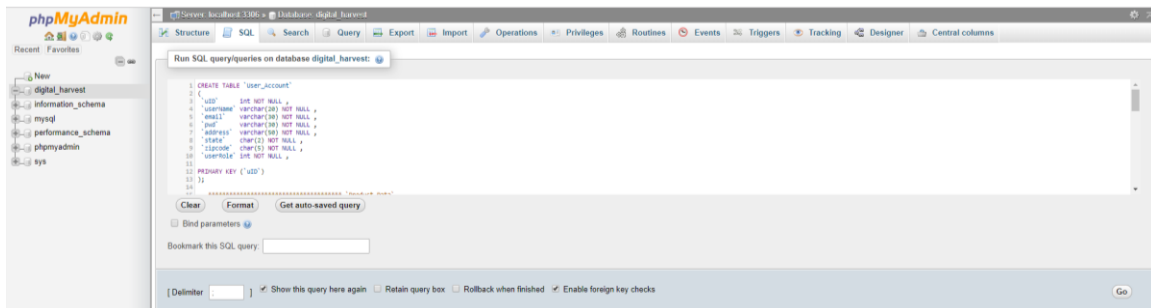 phpMyAdmin
Recent Favorites
New
digital_harvest
information_schema
mysql
performance_schema
phpmyadmin
sys
Server: localhost:3306 » Database: digital_harvest
Structure SQL Search Query Export Import Operations Privileges Routines Events Triggers Tracking Designer Central columns
Run SQL query/queries on database digital_harvest:
1 CREATE TABLE `User_Account`
2 (
3 `uID` int NOT NULL ,
4 `userName` varchar(20) NOT NULL ,
5 `email` varchar(30) NOT NULL ,
6 `pwd` varchar(30) NOT NULL ,
7 `address` varchar(50) NOT NULL ,
8 `state` char(2) NOT NULL ,
9 `zipcode` char(5) NOT NULL ,
10 `userRole` int NOT NULL ,
11
12 PRIMARY KEY (`uID`)
13 );
14
Clear Format Get auto-saved query
Bind parameters
Bookmark this SQL query:
[ Delimiter ; ] Show this query here again Retain query box Rollback when finished Enable foreign key checks
Go